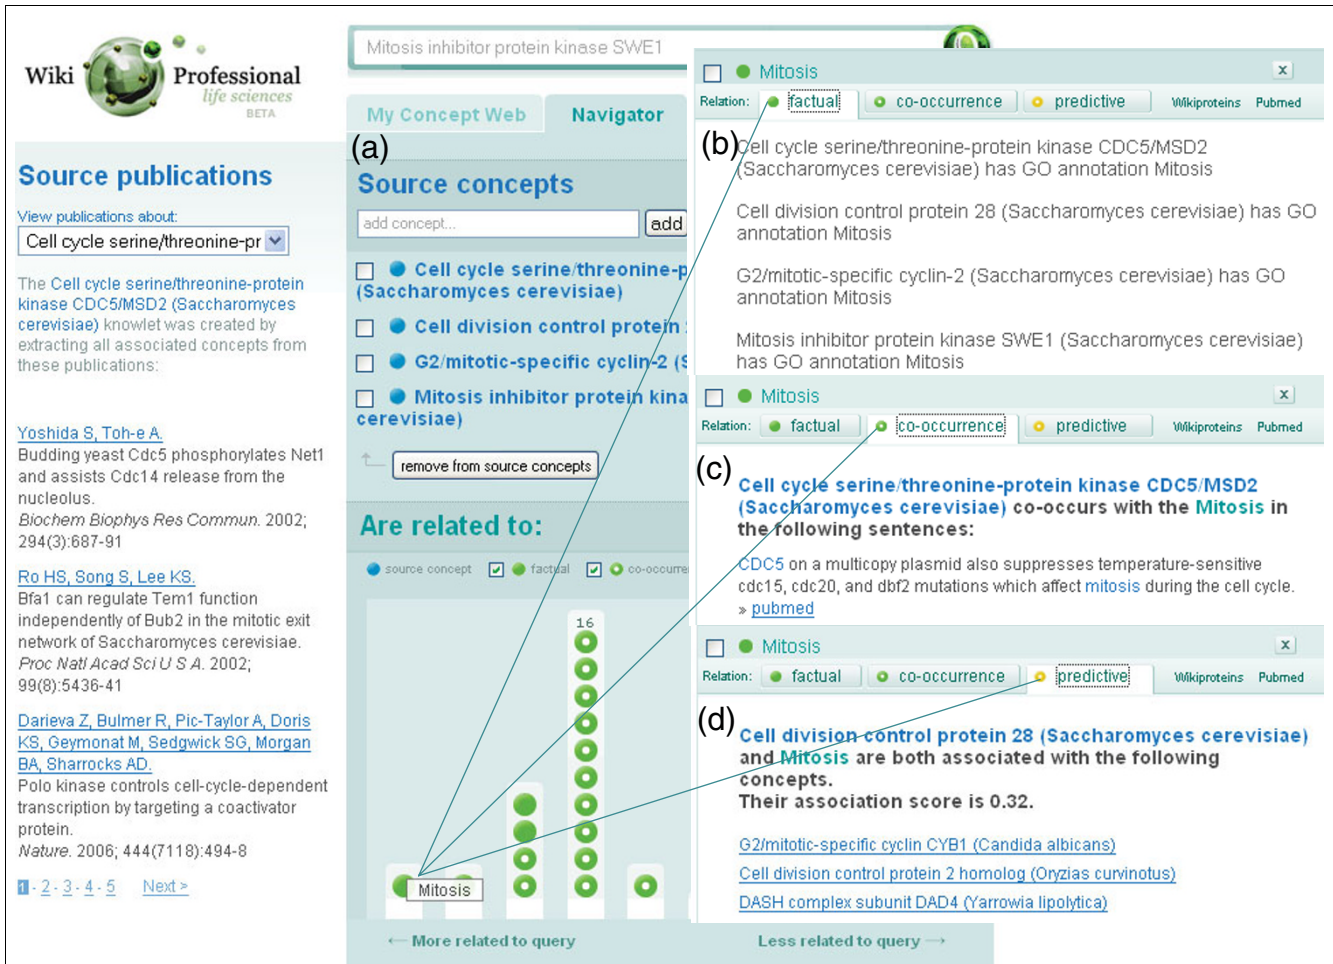 Wiki Professional
life sciences
BETA
Source publications
View publications about:
Cell cycle serine/threonine-pr
The Cell cycle serine/threonine-protein
kinase CDC5/MSD2 (Saccharomyces
cerevisiae) knowlet was created by
extracting all associated concepts from
these publications:
Yoshida S, Toh-e A.
Budding yeast Cdc5 phosphorylates Net1
and assists Cdc14 release from the
nucleolus.
Biochem Biophys Res Commun. 2002;
294(3):687-91
Ro HS, Song S, Lee KS.
Bfa1 can regulate Tem1 function
independently of Bub2 in the mitotic exit
network of Saccharomyces cerevisiae.
Proc Natl Acad Sci U S A. 2002;
99(8):5436-41
Darieva Z, Bulmer R, Pic-Taylor A, Doris
KS, Geymonat M, Sedgwick SG, Morgan
BA, Sharrocks AD.
Polo kinase controls cell-cycle-dependent
transcription by targeting a coactivator
protein.
Nature. 2006; 444(7118):494-8
1 - 2 - 3 - 4 - 5 Next >
Mitosis inhibitor protein kinase SWE1
My Concept Web Navigator
(a)
Source concepts
add concept... add
Cell cycle serine/threonine-p
(Saccharomyces cerevisiae)
Cell division control protein
G2/mitotic-specific cyclin-2 (S
Mitosis inhibitor protein kina
cerevisiae)
remove from source concepts
Are related to:
source concept factual co-occurre
16
Mitosis
← More related to query Less related to query →
Mitosis x
Relation: factual co-occurrence predictive Wikiproteins Pubmed
(b)
Cell cycle serine/threonine-protein kinase CDC5/MSD2
(Saccharomyces cerevisiae) has GO annotation Mitosis
Cell division control protein 28 (Saccharomyces cerevisiae) has GO
annotation Mitosis
G2/mitotic-specific cyclin-2 (Saccharomyces cerevisiae) has GO
annotation Mitosis
Mitosis inhibitor protein kinase SWE1 (Saccharomyces cerevisiae)
has GO annotation Mitosis
Mitosis x
Relation: factual co-occurrence predictive Wikiproteins Pubmed
(c)
Cell cycle serine/threonine-protein kinase CDC5/MSD2
(Saccharomyces cerevisiae) co-occurs with the Mitosis in
the following sentences:
CDC5 on a multicopy plasmid also suppresses temperature-sensitive
cdc15, cdc20, and dbf2 mutations which affect mitosis during the cell cycle.
» pubmed
Mitosis x
Relation: factual co-occurrence predictive Wikiproteins Pubmed
(d)
Cell division control protein 28 (Saccharomyces cerevisiae)
and Mitosis are both associated with the following
concepts.
Their association score is 0.32.
G2/mitotic-specific cyclin CYB1 (Candida albicans)
Cell division control protein 2 homolog (Oryzias curvinotus)
DASH complex subunit DAD4 (Yarrowia lipolytica)